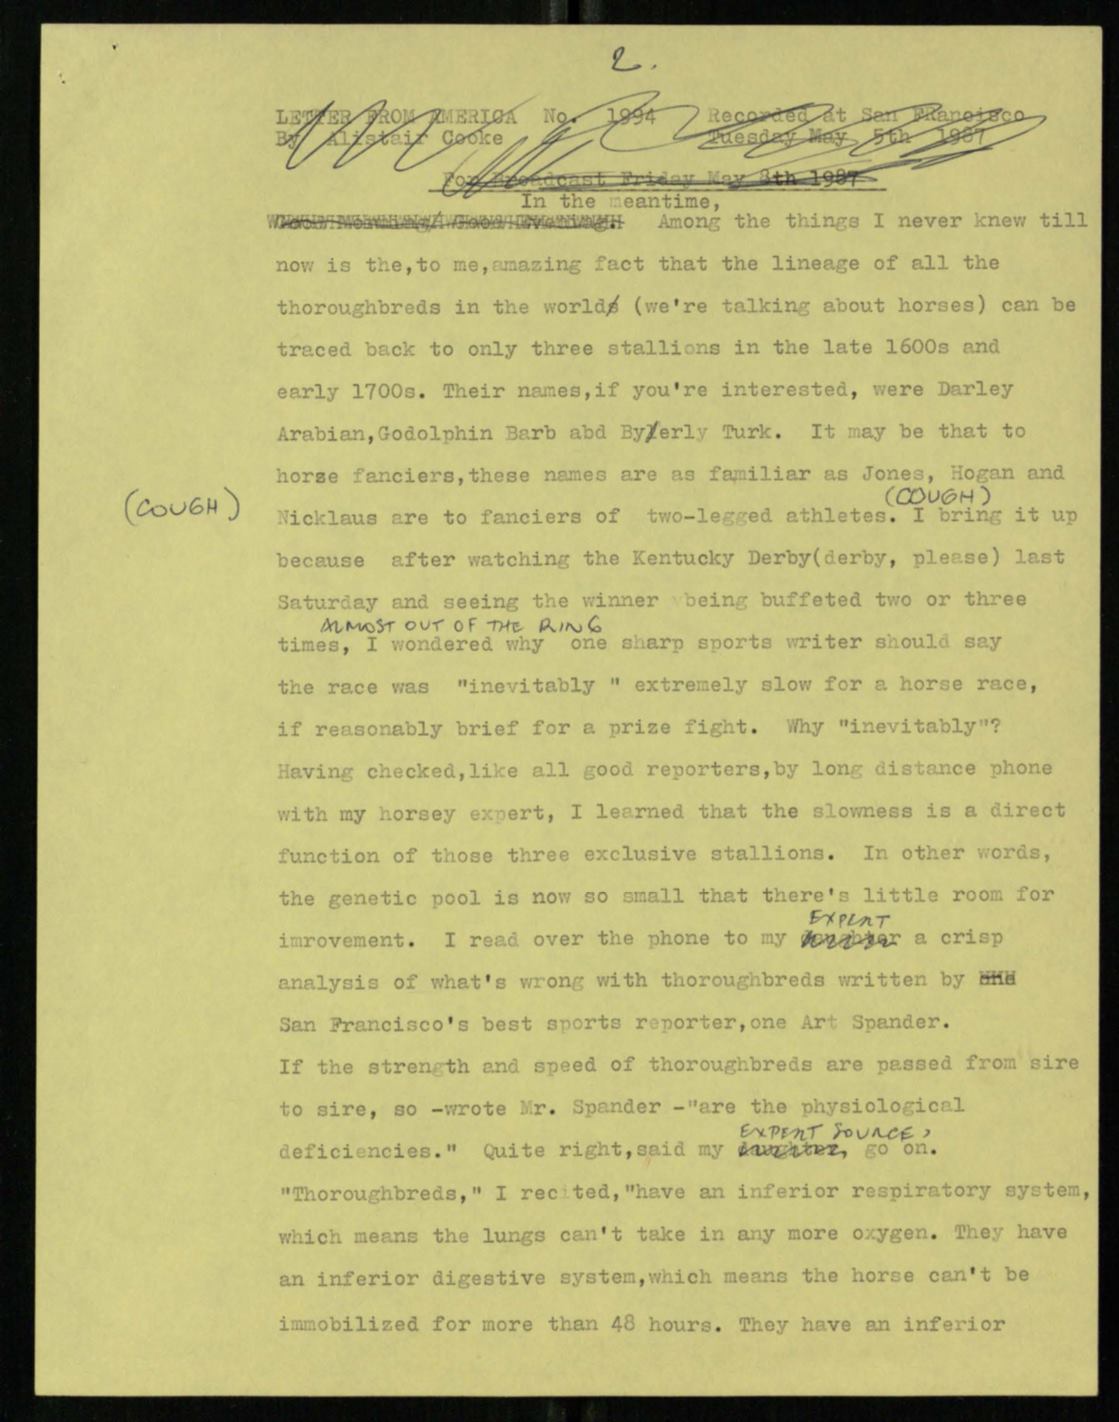 2.
LETTER FROM AMERICA No. 1994 Recorded at San FRancisco
By Alistair Cooke Tuesday May 5th 1987
For Broadcast Friday May 8th 1987
In the meantime,
Among the things I never knew till
now is the,to me,amazing fact that the lineage of all the
thoroughbreds in the worlds (we're talking about horses) can be
traced back to only three stallions in the late 1600s and
early 1700s. Their names,if you're interested, were Darley
Arabian,Godolphin Barb abd Byerly Turk. It may be that to
horse fanciers,these names are as familiar as Jones, Hogan and
(COUGH) (COUGH)
Nicklaus are to fanciers of two-legged athletes. I bring it up
because after watching the Kentucky Derby(derby, please) last
Saturday and seeing the winner being buffeted two or three
ALMOST OUT OF THE RING
times, I wondered why one sharp sports writer should say
the race was "inevitably " extremely slow for a horse race,
if reasonably brief for a prize fight. Why "inevitably"?
Having checked,like all good reporters,by long distance phone
with my horsey expert, I learned that the slowness is a direct
function of those three exclusive stallions. In other words,
the genetic pool is now so small that there's little room for
EXPERT
imrovement. I read over the phone to my daughter a crisp
analysis of what's wrong with thoroughbreds written by
San Francisco's best sports reporter,one Art Spander.
If the strength and speed of thoroughbreds are passed from sire
to sire, so -wrote Mr. Spander -"are the physiological
EXPERT SOURCE,
deficiencies." Quite right,said my daughter, go on.
"Thoroughbreds," I recited,"have an inferior respiratory system,
which means the lungs can't take in any more oxygen. They have
an inferior digestive system,which means the horse can't be
immobilized for more than 48 hours. They have an inferior